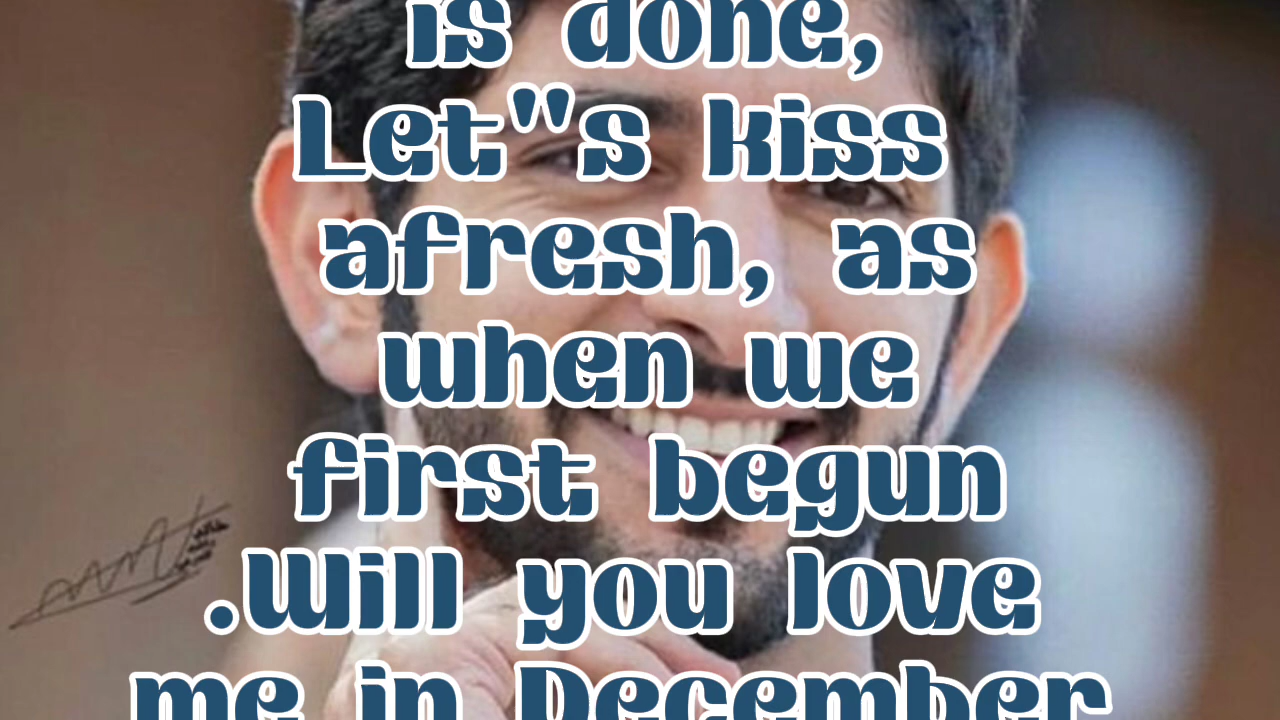 is done,
Let"s kiss
afresh, as
when we
first begun
.Will you love
me in December